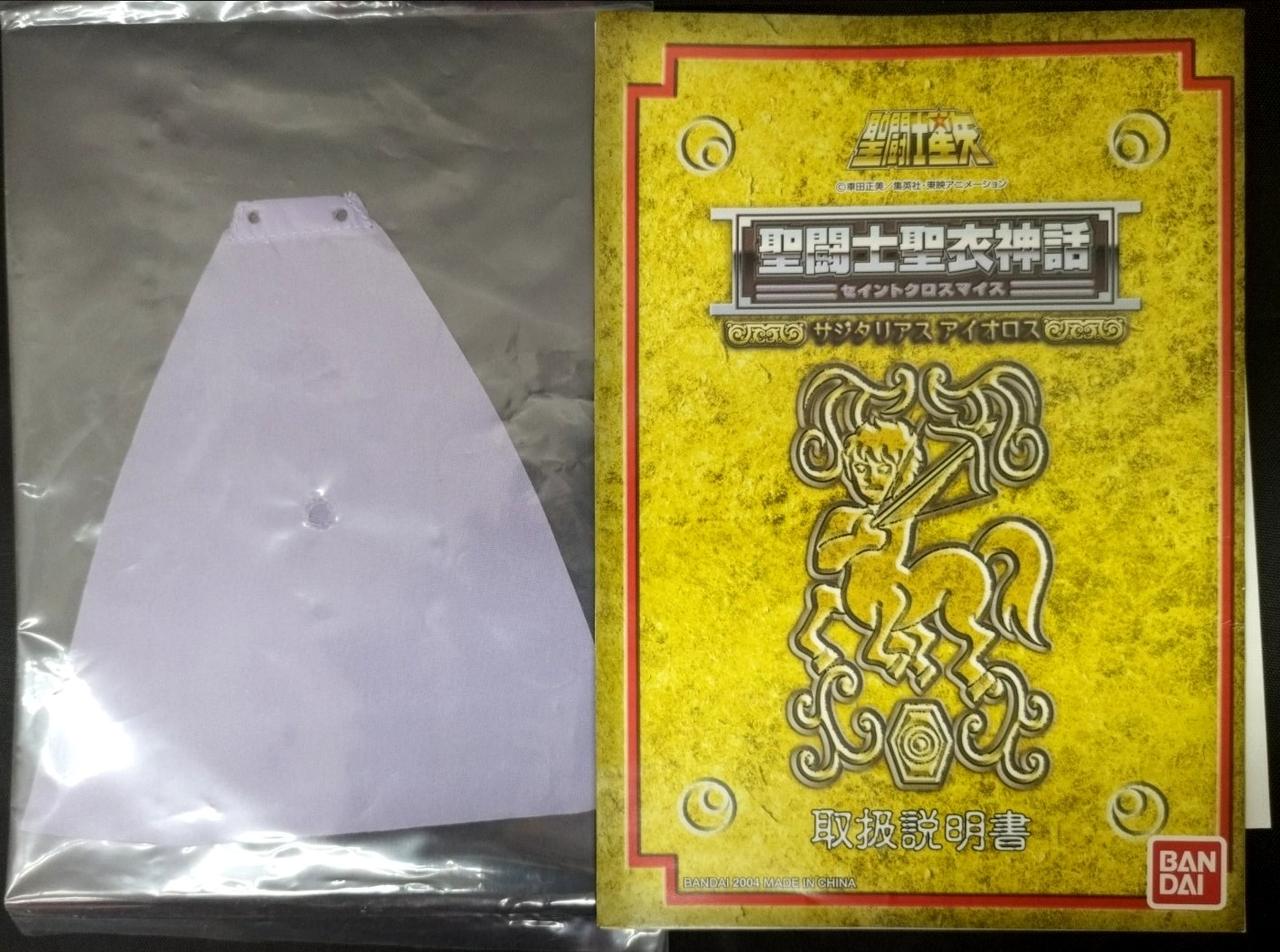 聖闘士星矢
©車田正美／集英社・東映アニメーション
聖闘士聖衣神話
セイントクロスマイス
サジタリアス アイオロス
取扱説明書
BANDAI 2004 MADE IN CHINA
BAN
DAI